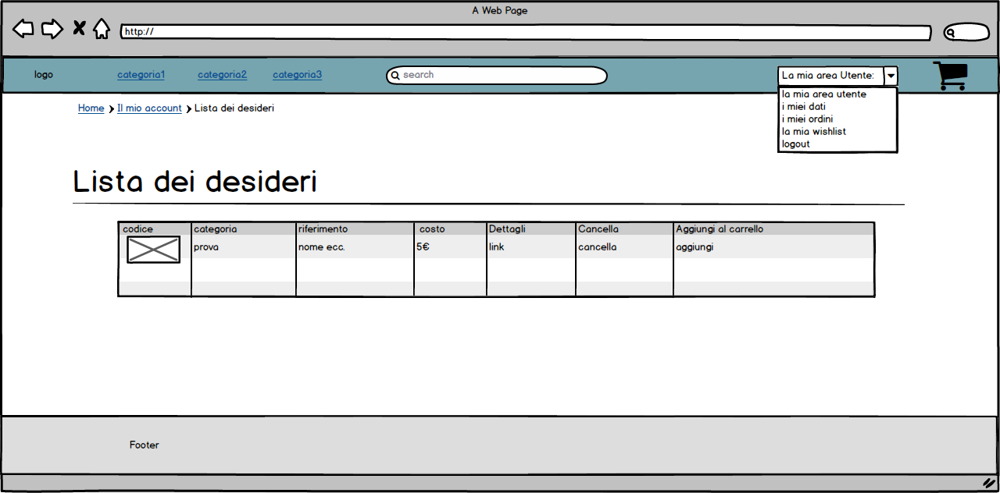 A Web Page
http://
logo categoria1 categoria2 categoria3 search La mia area Utente:
la mia area utente
i miei dati
i miei ordini
la mia wishlist
logout
Home Il mio account Lista dei desideri
Lista dei desideri
codice categoria riferimento costo Dettagli Cancella Aggiungi al carrello
prova nome ecc. 5€ link cancella aggiungi
Footer